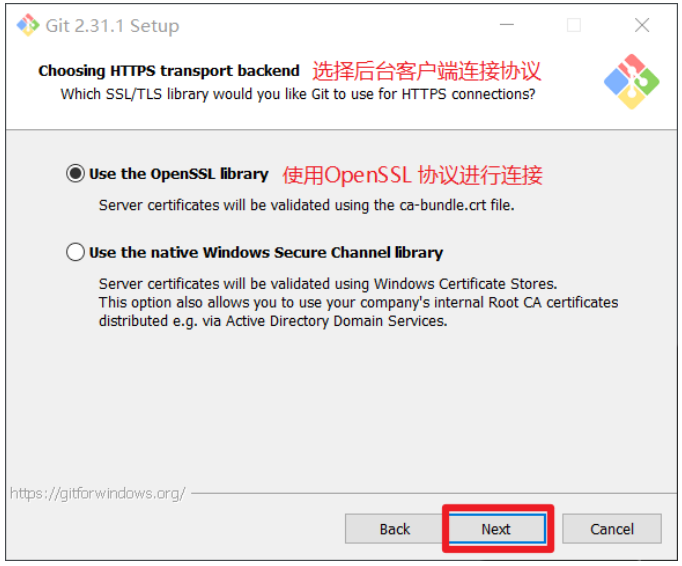 Git 2.31.1 Setup
Choosing HTTPS transport backend 选择后台客户端连接协议
Which SSL/TLS library would you like Git to use for HTTPS connections?
Use the OpenSSL library 使用OpenSSL 协议进行连接
Server certificates will be validated using the ca-bundle.crt file.
Use the native Windows Secure Channel library
Server certificates will be validated using Windows Certificate Stores.
This option also allows you to use your company's internal Root CA certificates
distributed e.g. via Active Directory Domain Services.
https://gitforwindows.org/
Back Next Cancel